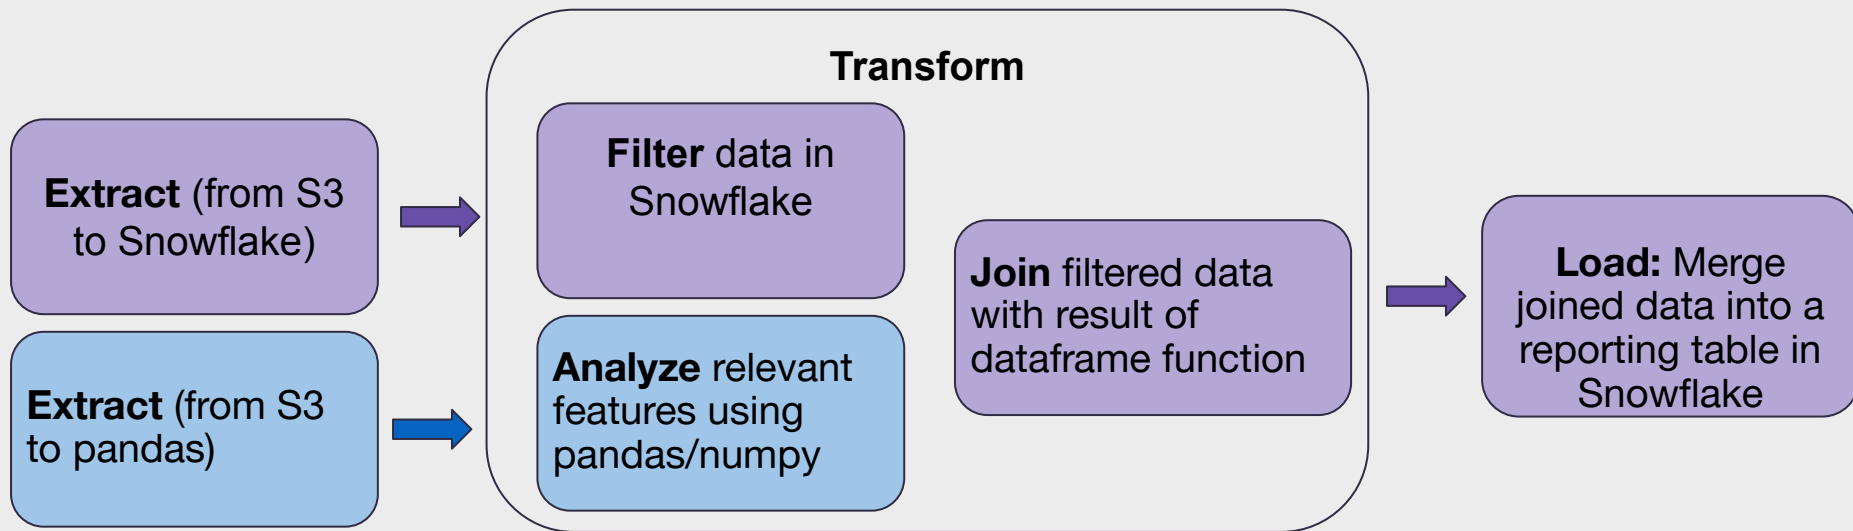 Transform
Extract (from S3
to Snowflake)
Extract (from S3
to pandas)
Filter data in
Snowflake
Analyze relevant
features using
pandas/numpy
Join filtered data
with result of
dataframe function
Load: Merge
joined data into a
reporting table in
Snowflake